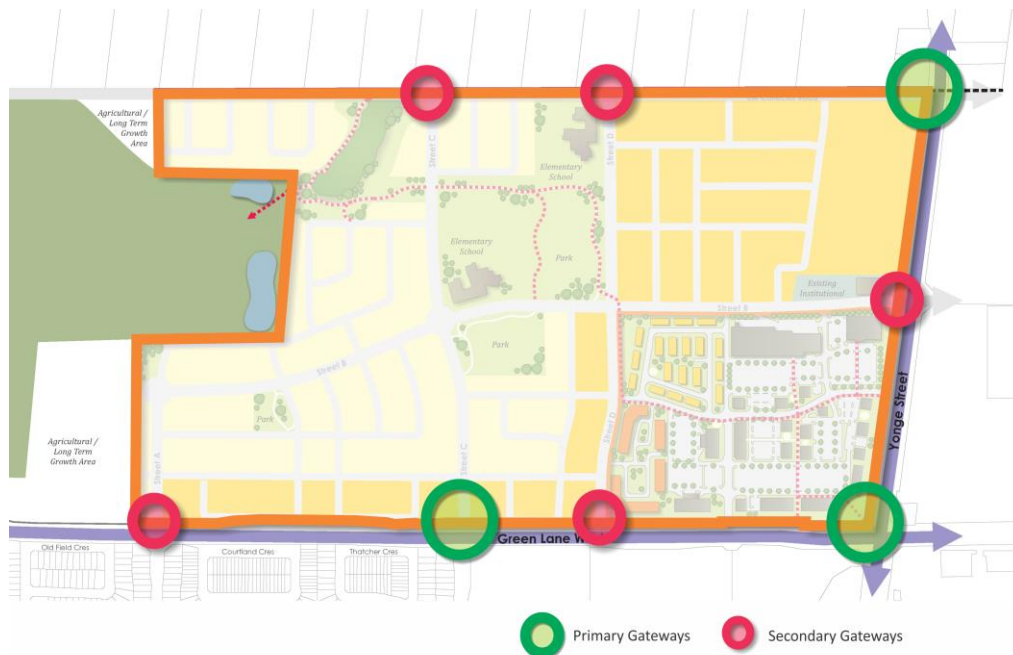 Agricultural /
Long Term
Growth
Area
Street C
Street D
Elementary
School
Elementary
School
Park
Existing
Institutional
Street B
Park
Street B
Park
Street D
Yonge Street
Agricultural /
Long Term
Growth Area
Street A
Street C
Green Lane W
Old Field Cres
Courtland Cres
Thatcher Cres
Primary Gateways
Secondary Gateways